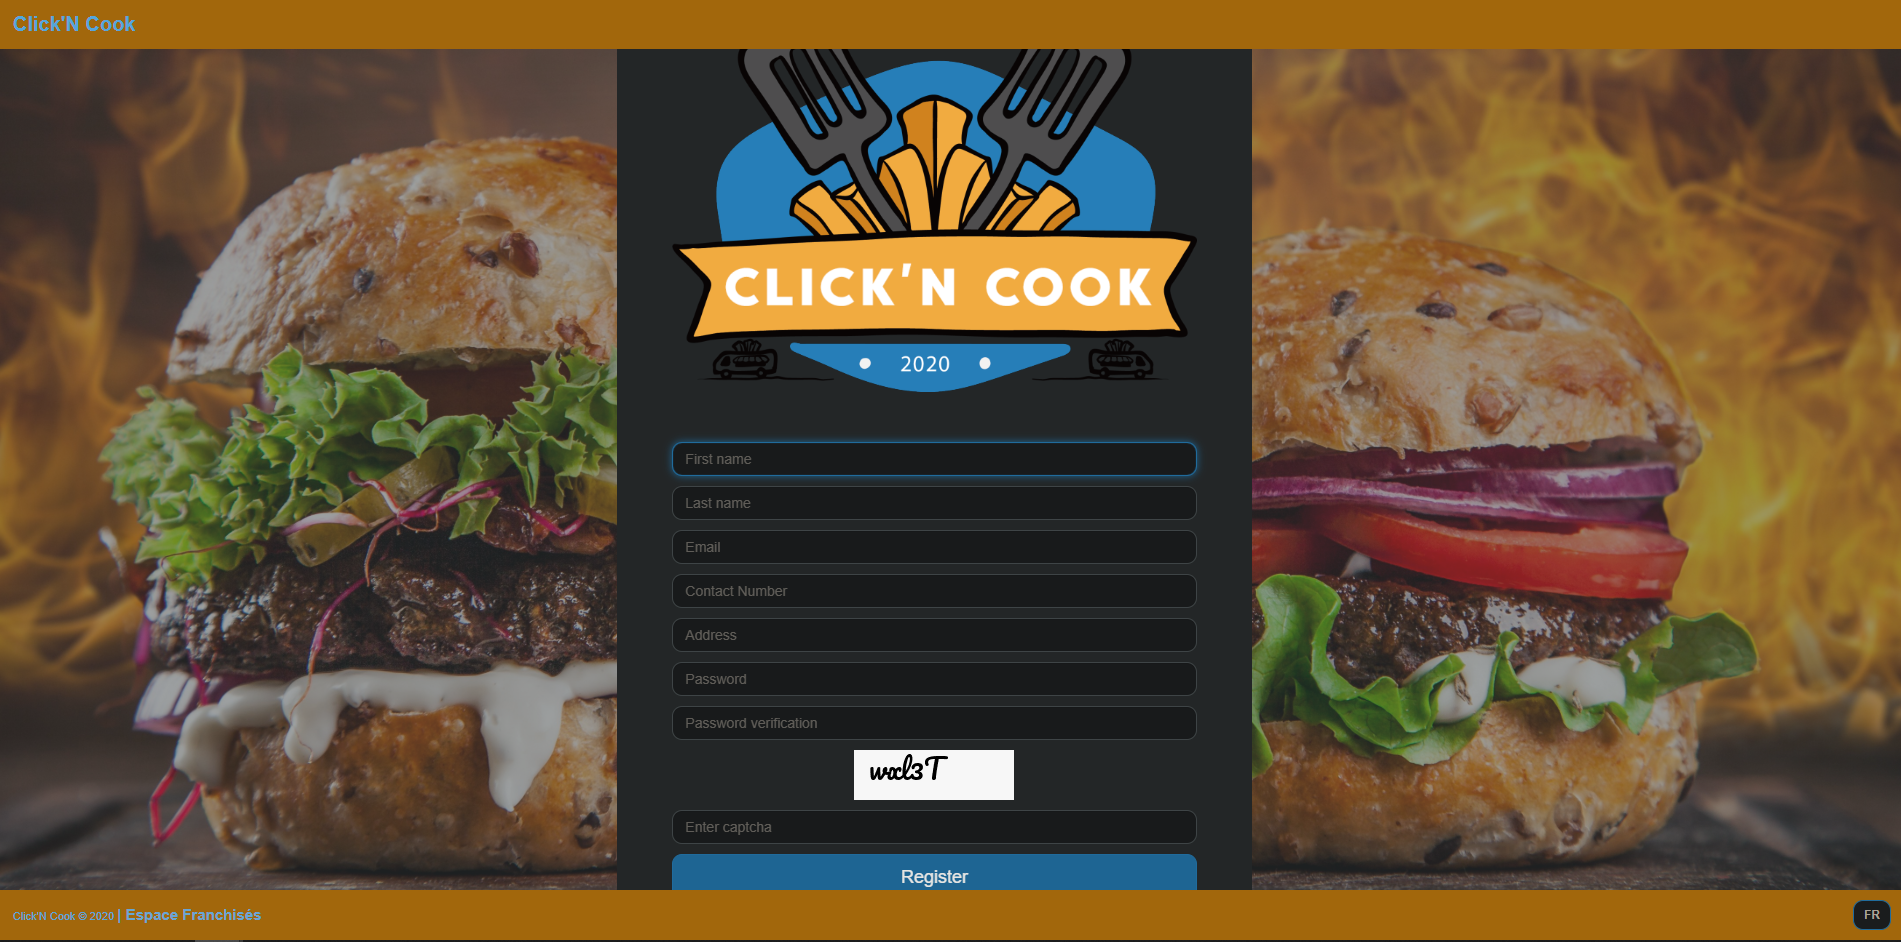 Click'N Cook
CLICK'N COOK
2020
First name
Last name
Email
Contact Number
Address
Password
Password verification
wxl3T
Enter captcha
Register
Click'N Cook © 2020 | Espace Franchisés
FR